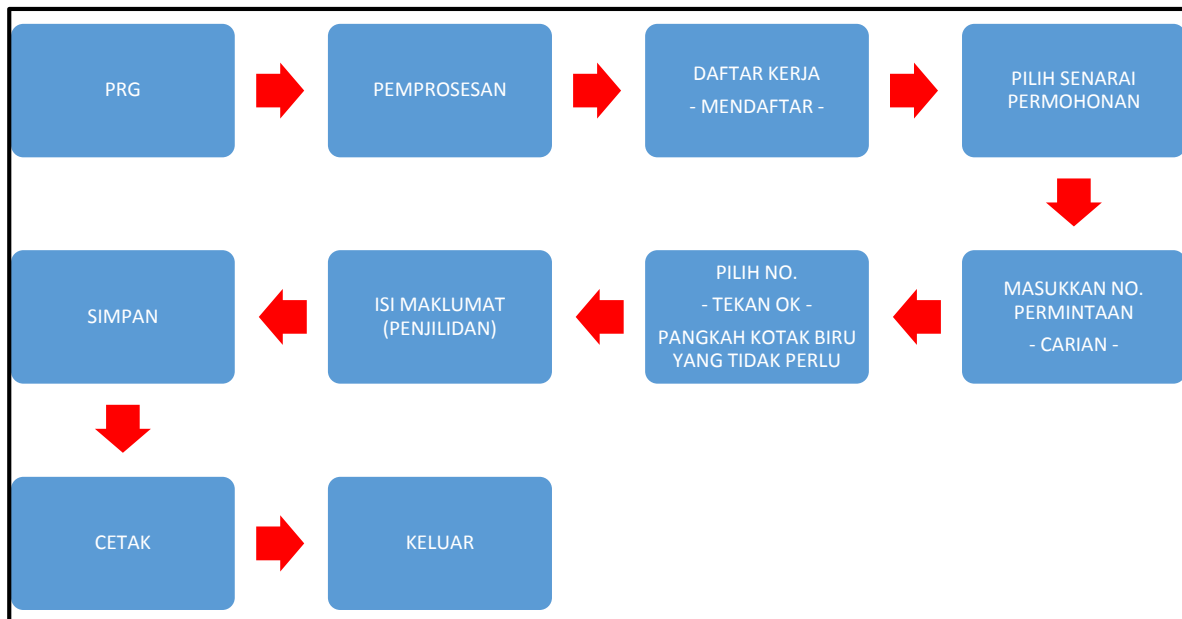 PRG
PEMPROSESAN
DAFTAR KERJA
- MENDAFTAR -
PILIH SENARAI
PERMOHONAN
MASUKKAN NO.
PERMINTAAN
- CARIAN -
PILIH NO.
- TEKAN OK -
PANGKAH KOTAK BIRU
YANG TIDAK PERLU
ISI MAKLUMAT
(PENJILIDAN)
SIMPAN
CETAK
KELUAR